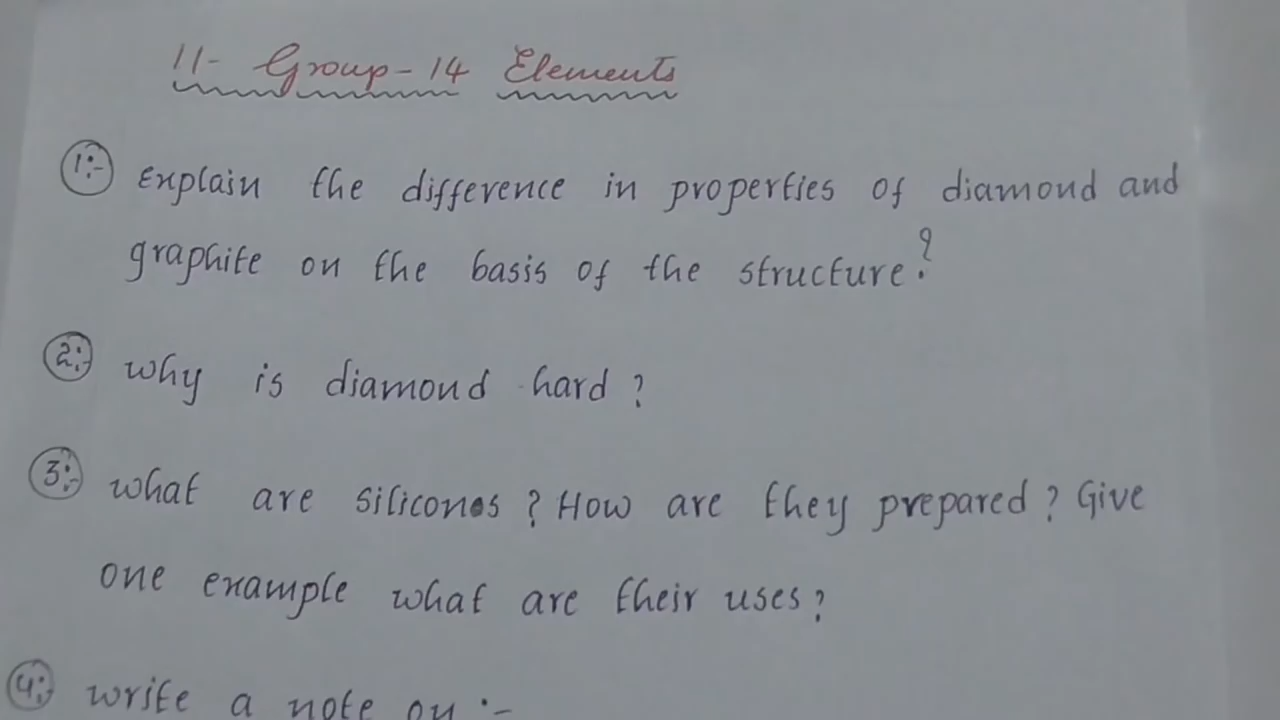 11- Group-14 Elements
1:- Explain the difference in properties of diamond and
graphite on the basis of the structure?
2:- why is diamond hard?
3:- what are silicones? How are they prepared? Give
one example what are their uses?
4:- write a note on:-